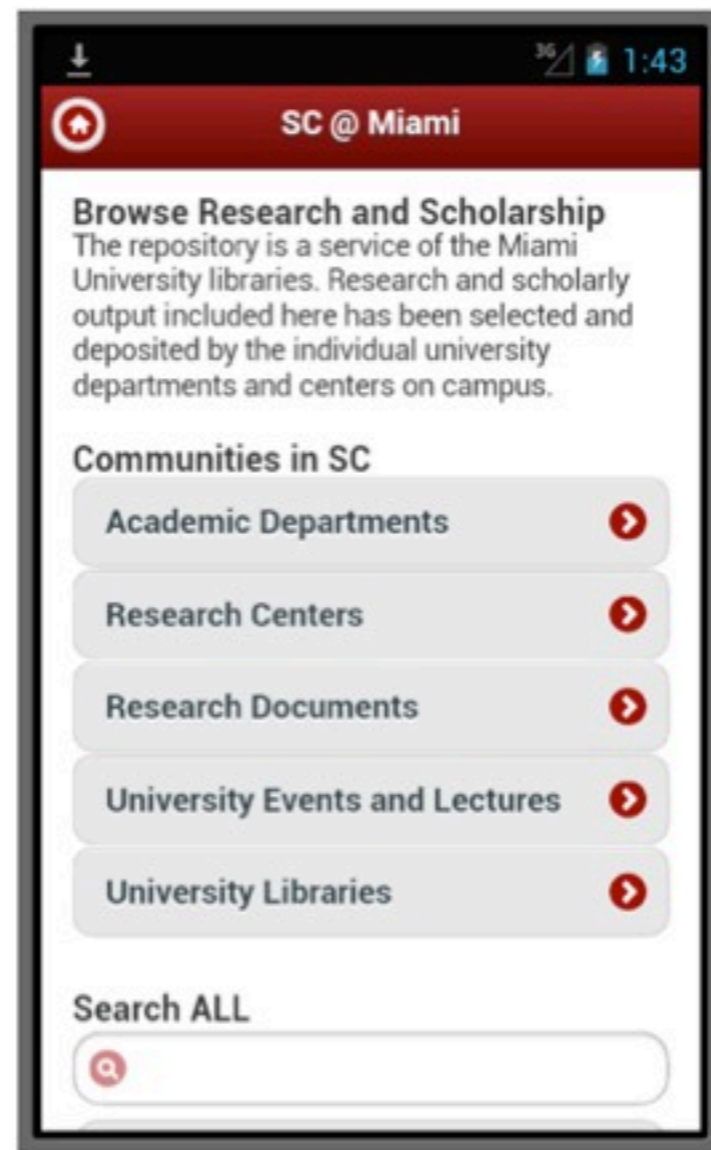 3G 1:43
SC @ Miami
Browse Research and Scholarship
The repository is a service of the Miami
University libraries. Research and scholarly
output included here has been selected and
deposited by the individual university
departments and centers on campus.
Communities in SC
Academic Departments
Research Centers
Research Documents
University Events and Lectures
University Libraries
Search ALL